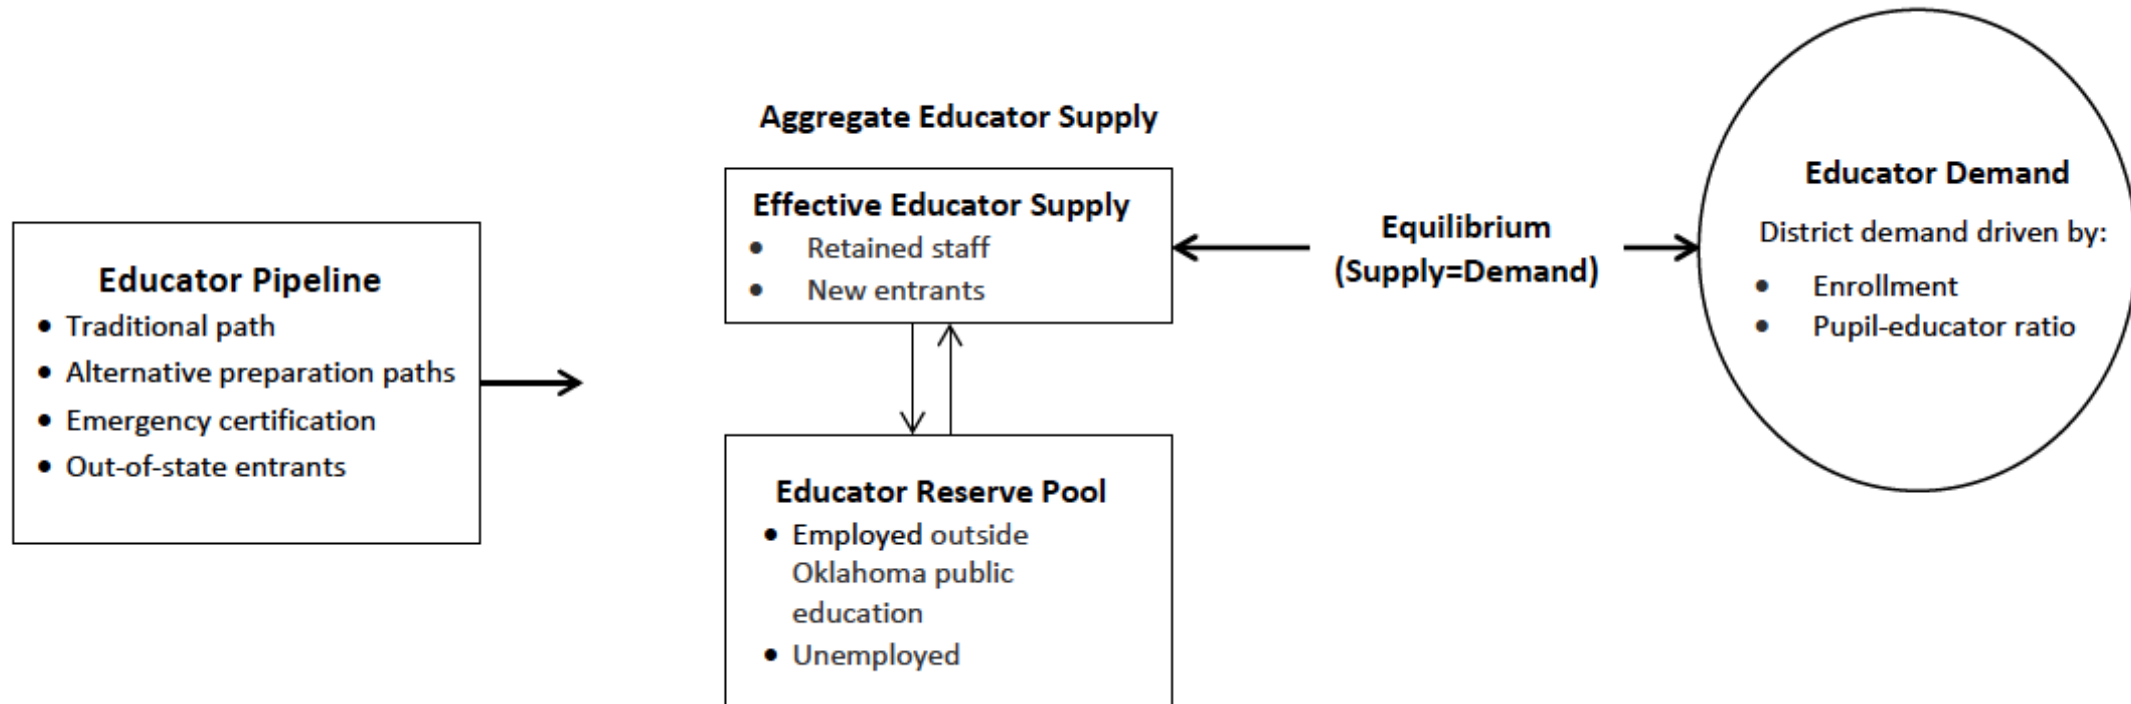 Educator Pipeline
• Traditional path
• Alternative preparation paths
• Emergency certification
• Out-of-state entrants
Aggregate Educator Supply
Effective Educator Supply
• Retained staff
• New entrants
Educator Reserve Pool
• Employed outside
Oklahoma public
education
• Unemployed
Equilibrium
(Supply=Demand)
Educator Demand
District demand driven by:
• Enrollment
• Pupil-educator ratio